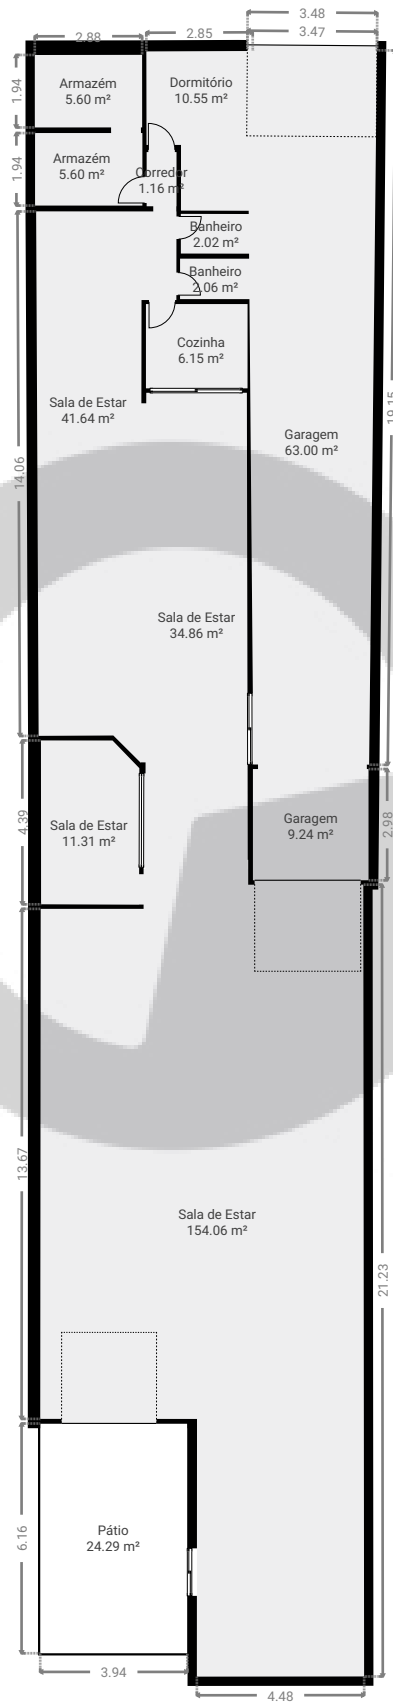 3.48
2.88
2.85
3.47
1.94
Armazém
5.60 m²
Dormitório
10.55 m²
1.94
Armazém
5.60 m²
Corredor
1.16 m²
Banheiro
2.02 m²
Banheiro
2.06 m²
Cozinha
6.15 m²
Sala de Estar
41.64 m²
19.15
Garagem
63.00 m²
14.06
Sala de Estar
34.86 m²
4.39
Sala de Estar
11.31 m²
Garagem
9.24 m²
2.98
13.67
Sala de Estar
154.06 m²
21.23
6.16
Pátio
24.29 m²
3.94
4.48